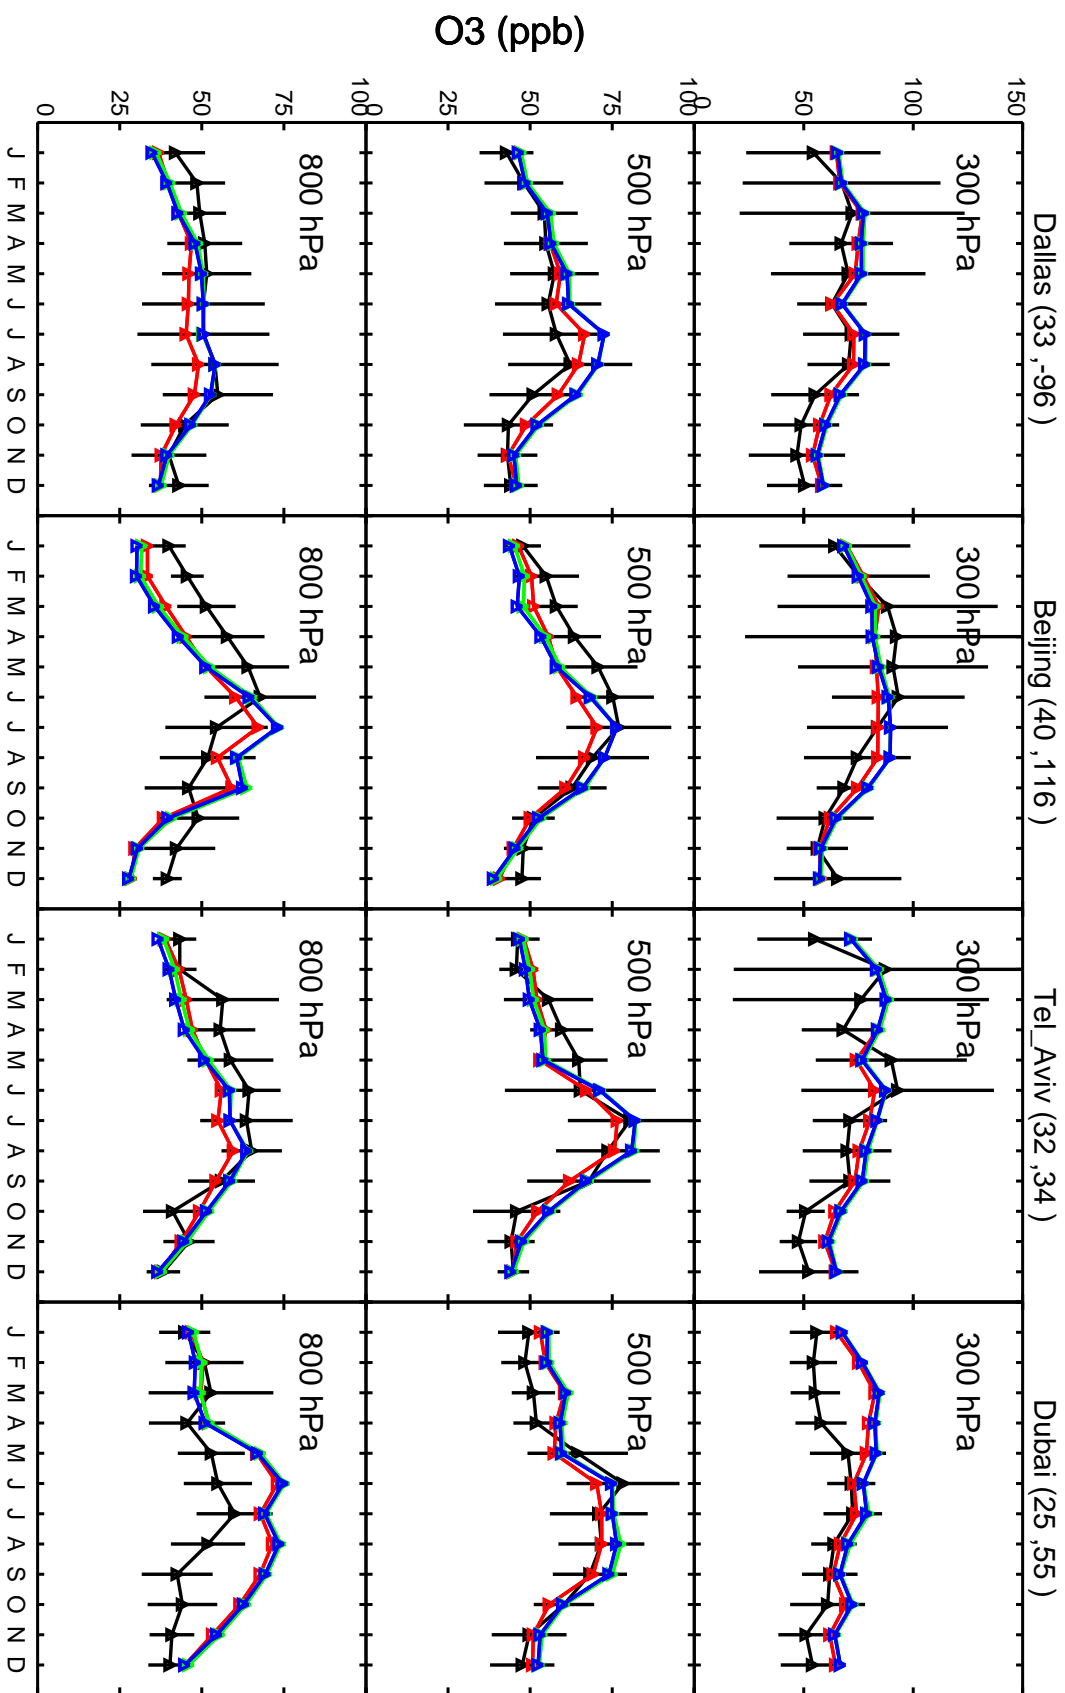 Dallas (33 ,-96 ) Beijing (40 ,116 ) Tel_Aviv (32 ,34 ) Dubai (25 ,55 )
150
300 hPa 300 hPa 300 hPa 300 hPa
100
50
0
100
500 hPa 500 hPa 500 hPa 500 hPa
75
50
25
0
100
800 hPa 800 hPa 800 hPa 800 hPa
75
50
25
0
O3 (ppb)
J F M A M J J A S O N D J F M A M J J A S O N D J F M A M J J A S O N D J F M A M J J A S O N D